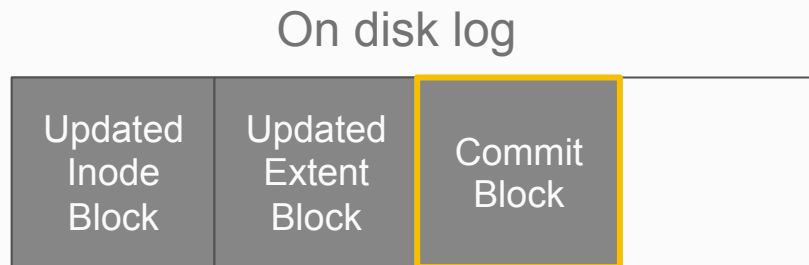 On disk log
Updated
Inode
Block
Updated
Extent
Block
Commit
Block